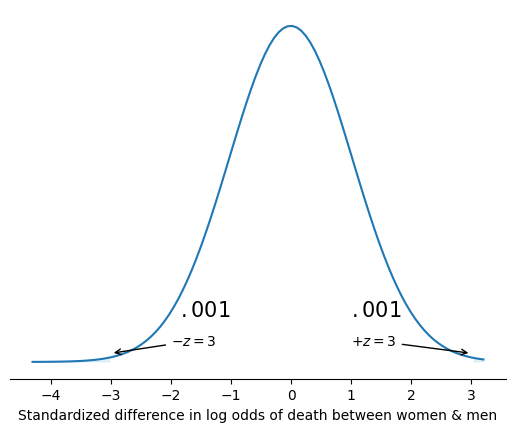 .001 .001
−z = 3 +z = 3
−4 −3 −2 −1 0 1 2 3
Standardized difference in log odds of death between women & men